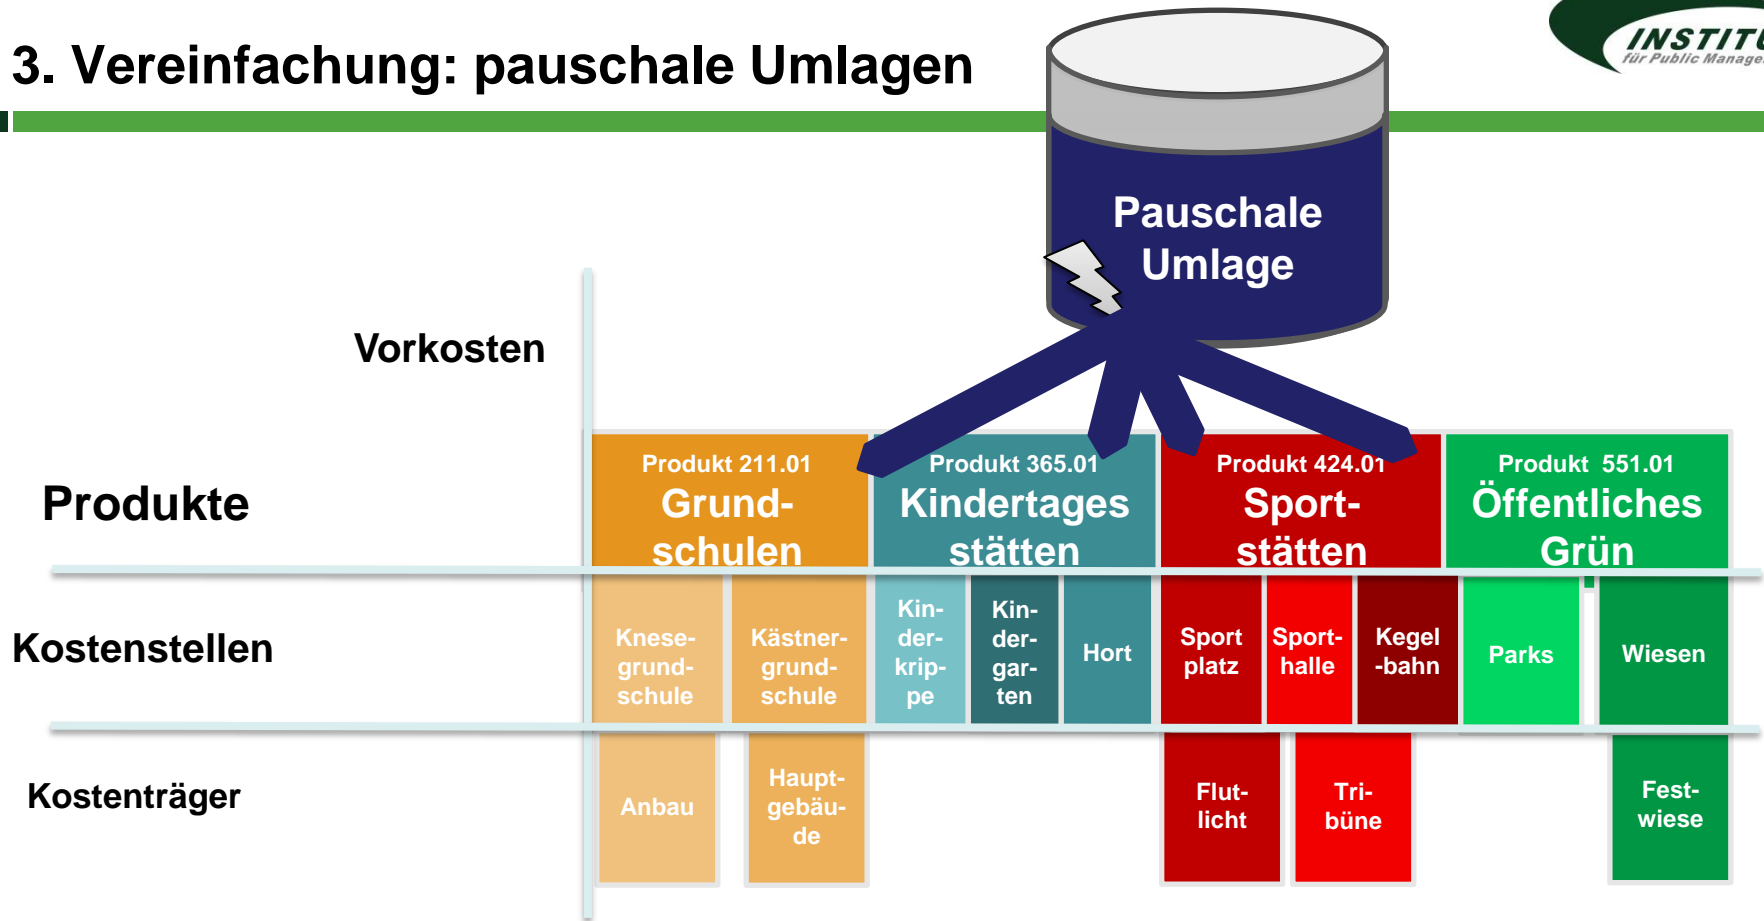 3. Vereinfachung: pauschale Umlagen
für Public
Pauschale
Umlage
Vorkosten
Produkte
Produkt 211.01
Grund-
schulen
Produkt 365.01
Kindertages
stätten
Produkt 424.01
Sport-
stätten
Produkt 551.01
Öffentliches
Grün
Kostenstellen
Knese-
grund-
schule
Kästner-
grund-
schule
Kin-
der-
krip-
pe
Kin-
der-
gar-
ten
Hort
Sport
platz
Sport-
halle
Kegel
-bahn
Parks
Wiesen
Kostenträger
Anbau
Haupt-
gebäu-
de
Flut-
licht
Tri-
büne
Fest-
wiese